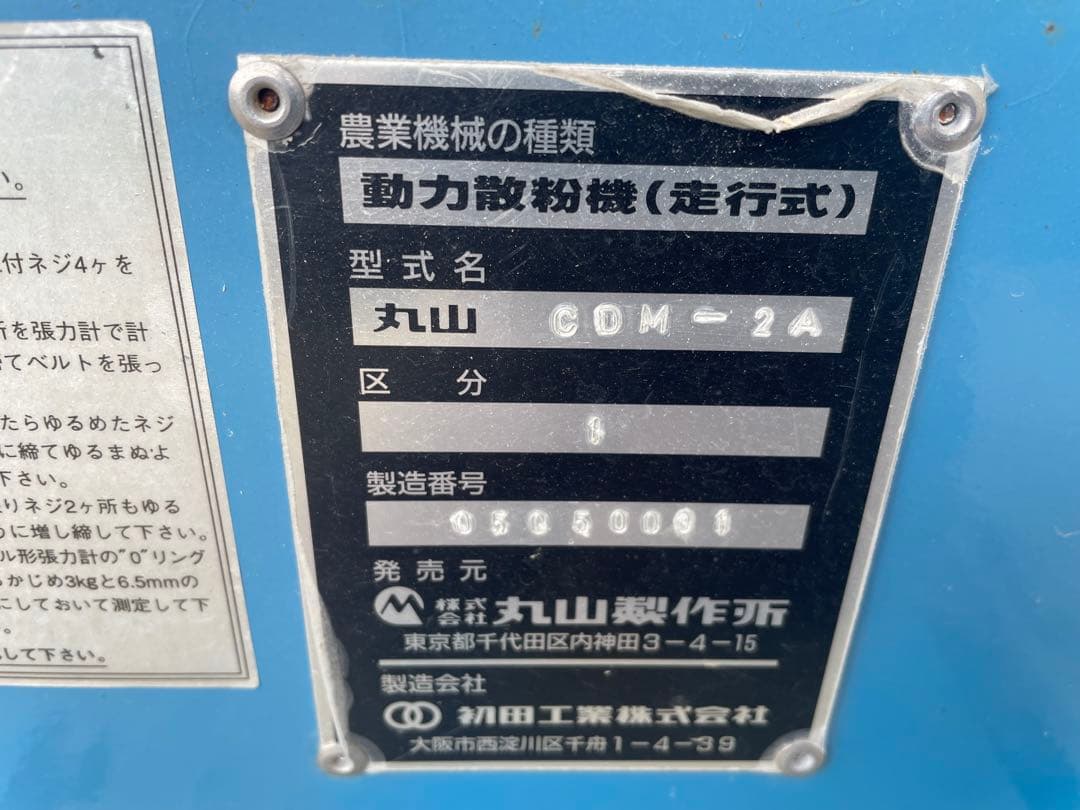 い。
付ネジ4ヶを
所を張力計で計
てベルトを張っ
たらゆるめたネジ
に締てゆるまぬよ
下さい。
りネジ2ヶ所もゆる
に増し締して下さい。
ル形張力計の"O"リング
かじめ3kgと6.5mmの
にしておいて測定して下
。
して下さい。
農業機械の種類
動力散粉機(走行式)
型式名
丸山 CDM-2A
区 分
1
製造番号
発売元
株式会社 丸山製作所
東京都千代田区内神田3-4-15
製造会社
初田工業株式会社
大阪市西淀川区千舟1-4-39